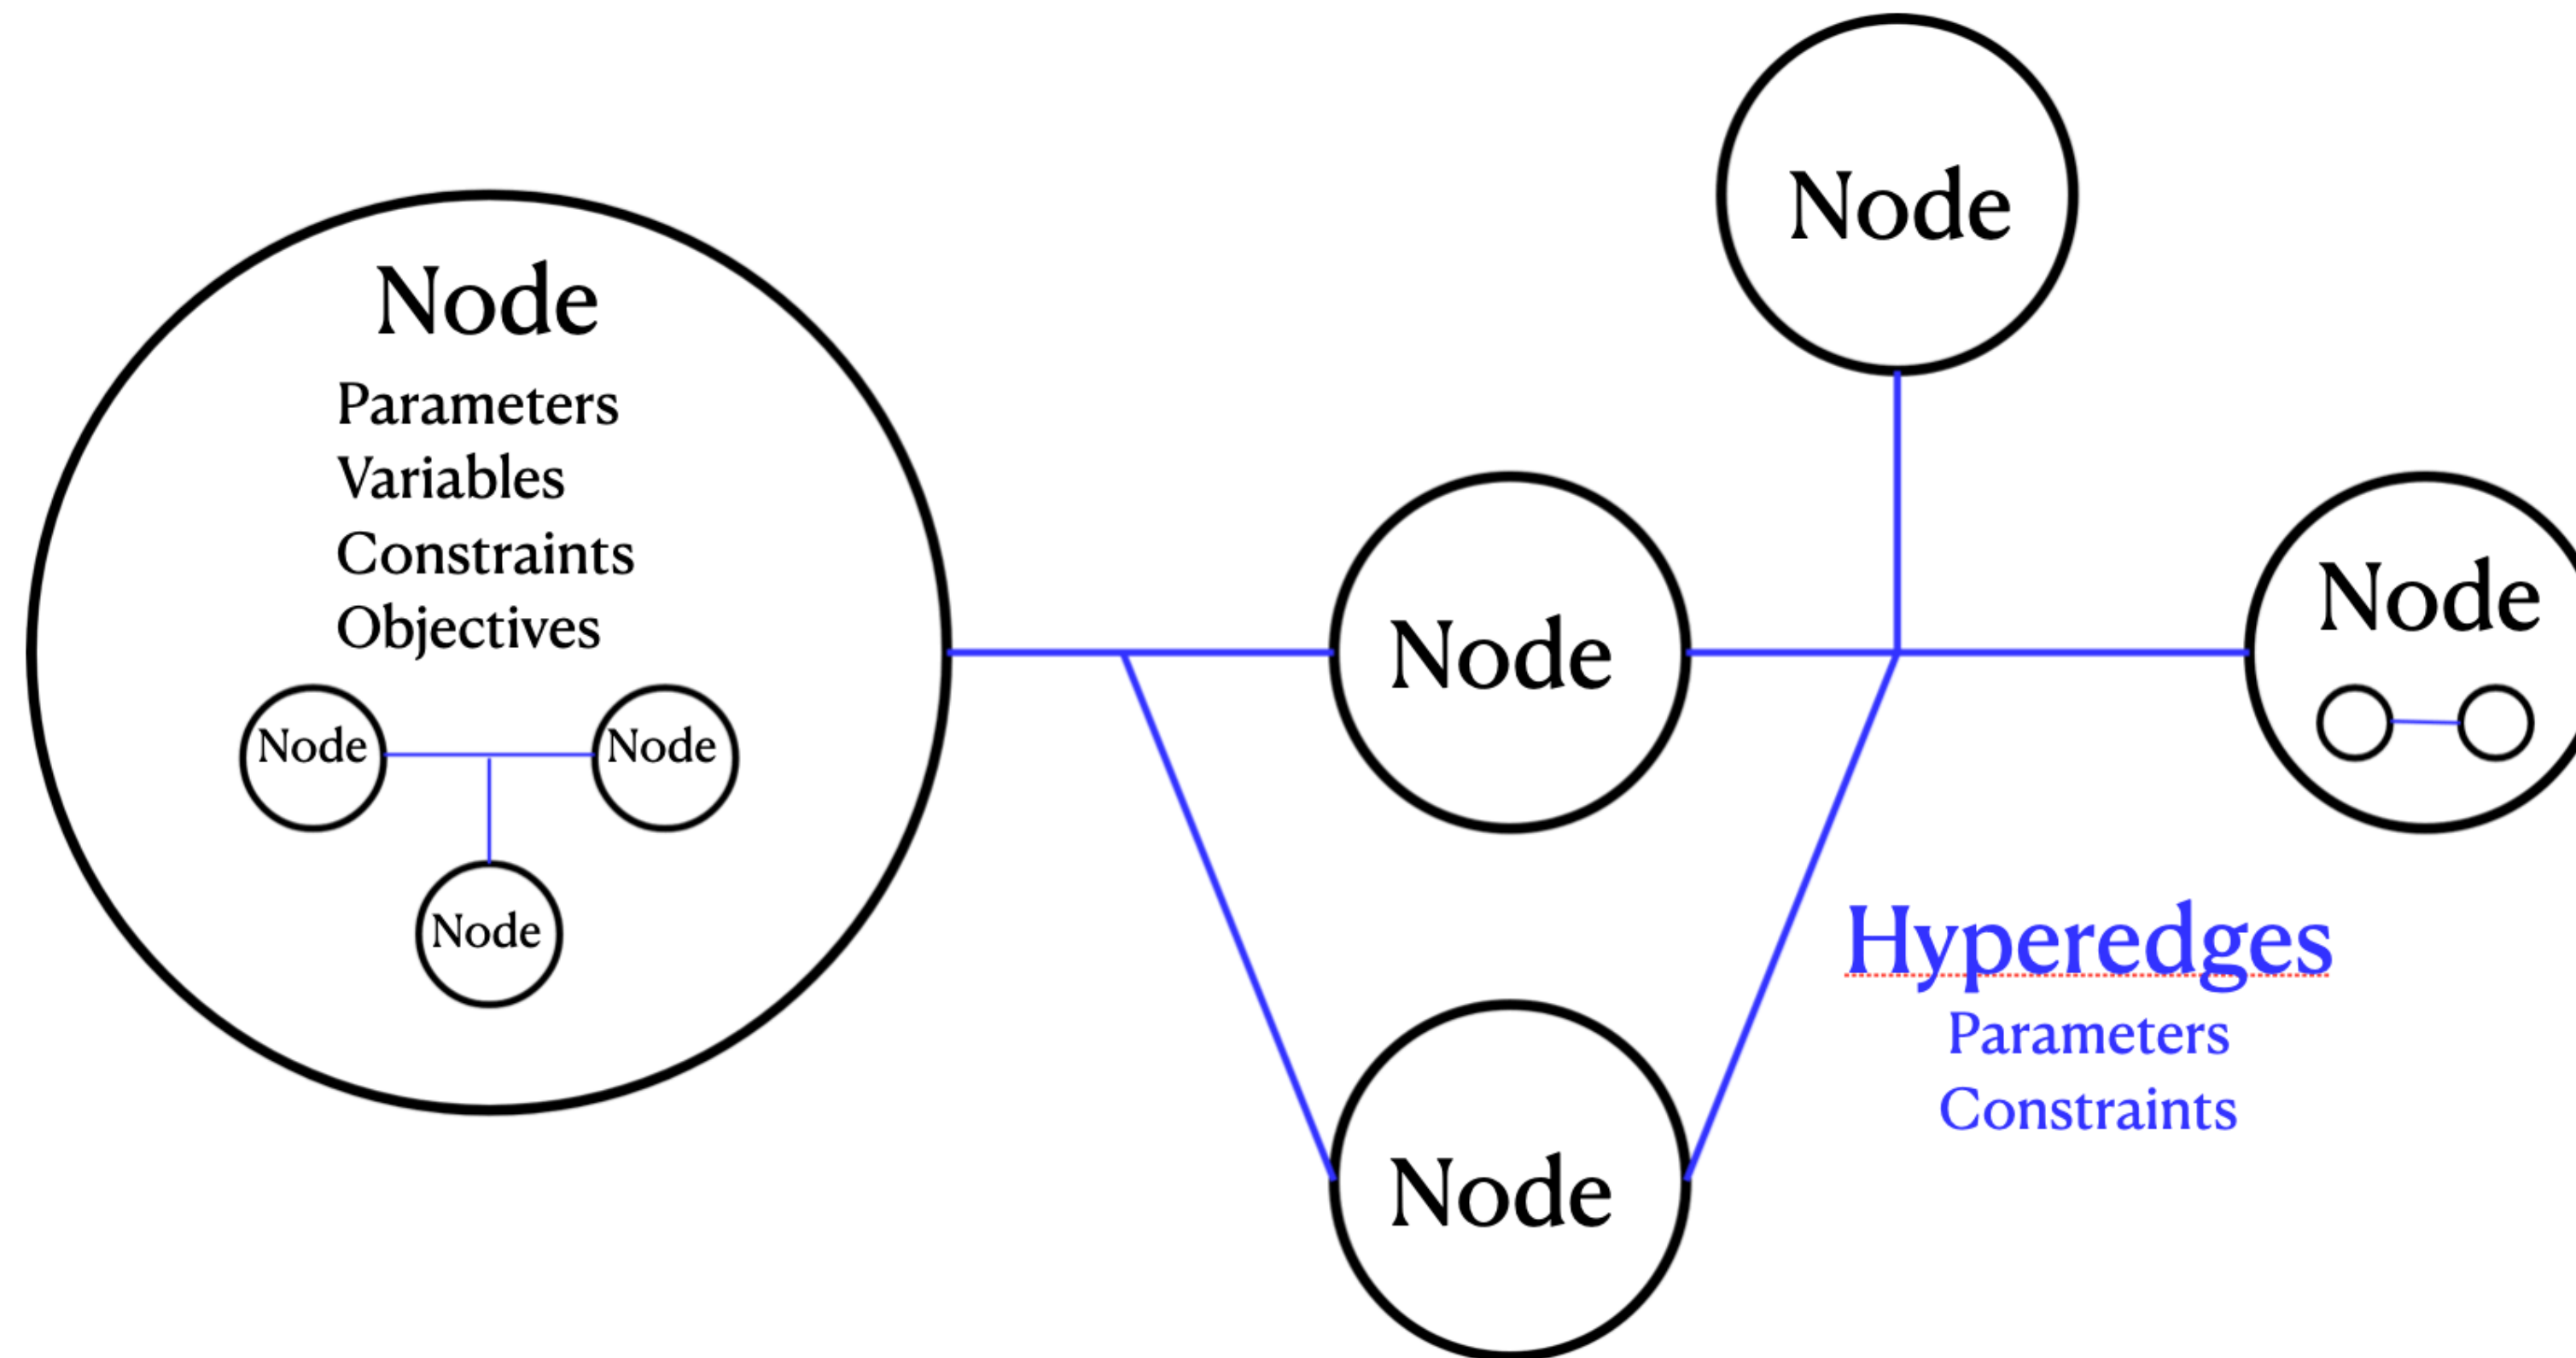 Node
Parameters
Variables
Constraints
Objectives
Node
Node
Node
Node
Node
Node
Node
Hyperedges
Parameters
Constraints